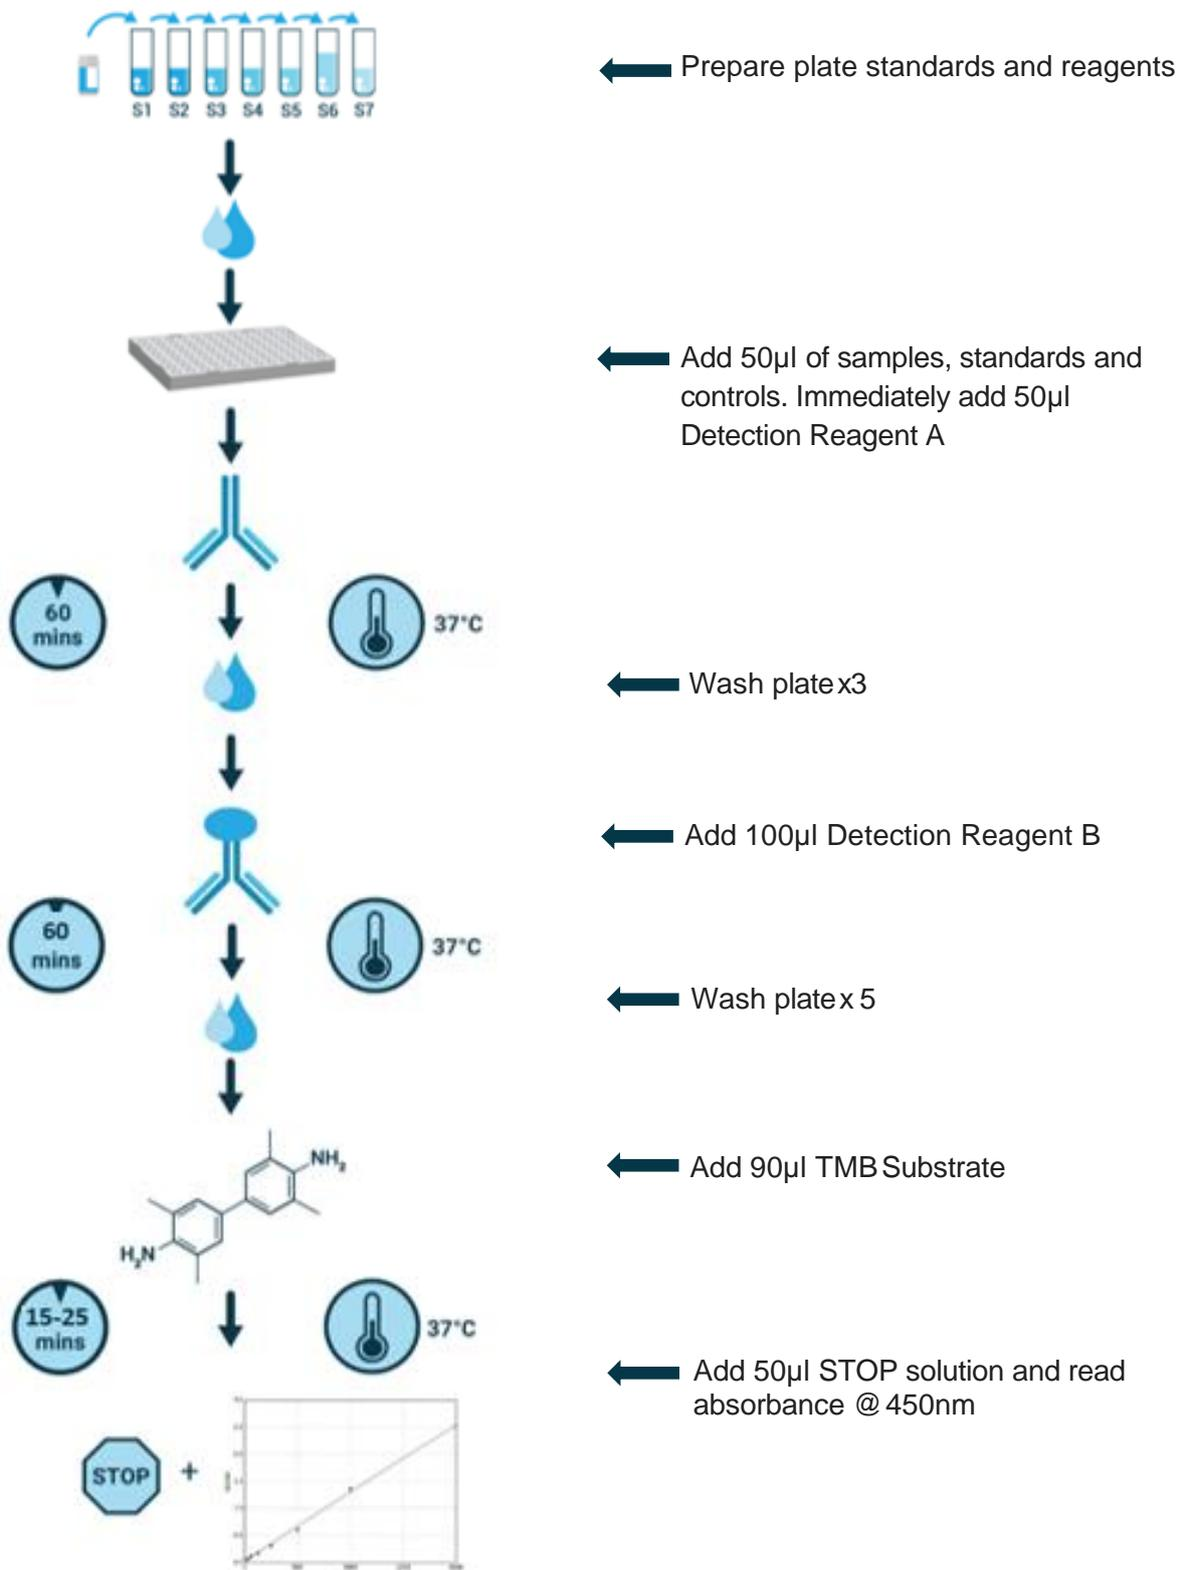 S1 S2 S3 S4 S5 S6 S7
Prepare plate standards and reagents
Add 50µl of samples, standards and
controls. Immediately add 50µl
Detection Reagent A
60
mins
37°C
Wash plate x3
Add 100µl Detection Reagent B
60
mins
37°C
Wash plate x 5
NH₂
H₂N
Add 90µl TMB Substrate
15-25
mins
37°C
Add 50µl STOP solution and read
absorbance @ 450nm
STOP +